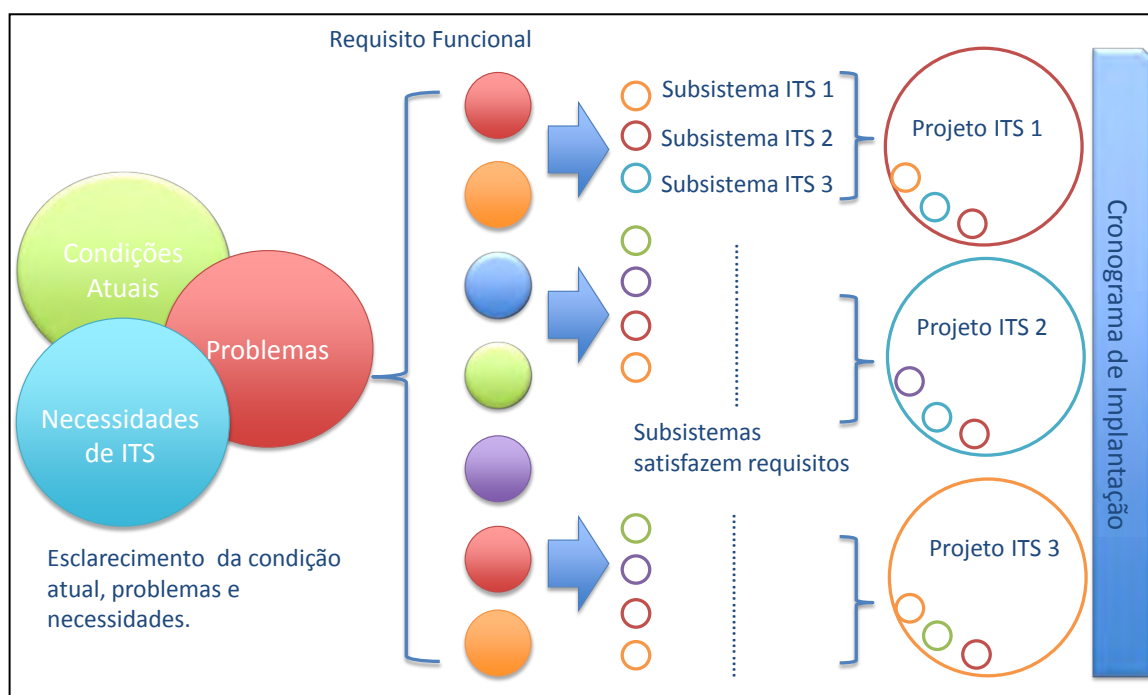 Requisito Funcional
Condições
Atuais
Problemas
Necessidades
de ITS
Esclarecimento da condição
atual, problemas e
necessidades.
Subsistema ITS 1
Subsistema ITS 2
Subsistema ITS 3
Subsistemas
satisfazem requisitos
Projeto ITS 1
Projeto ITS 2
Projeto ITS 3
Cronograma de Implantação